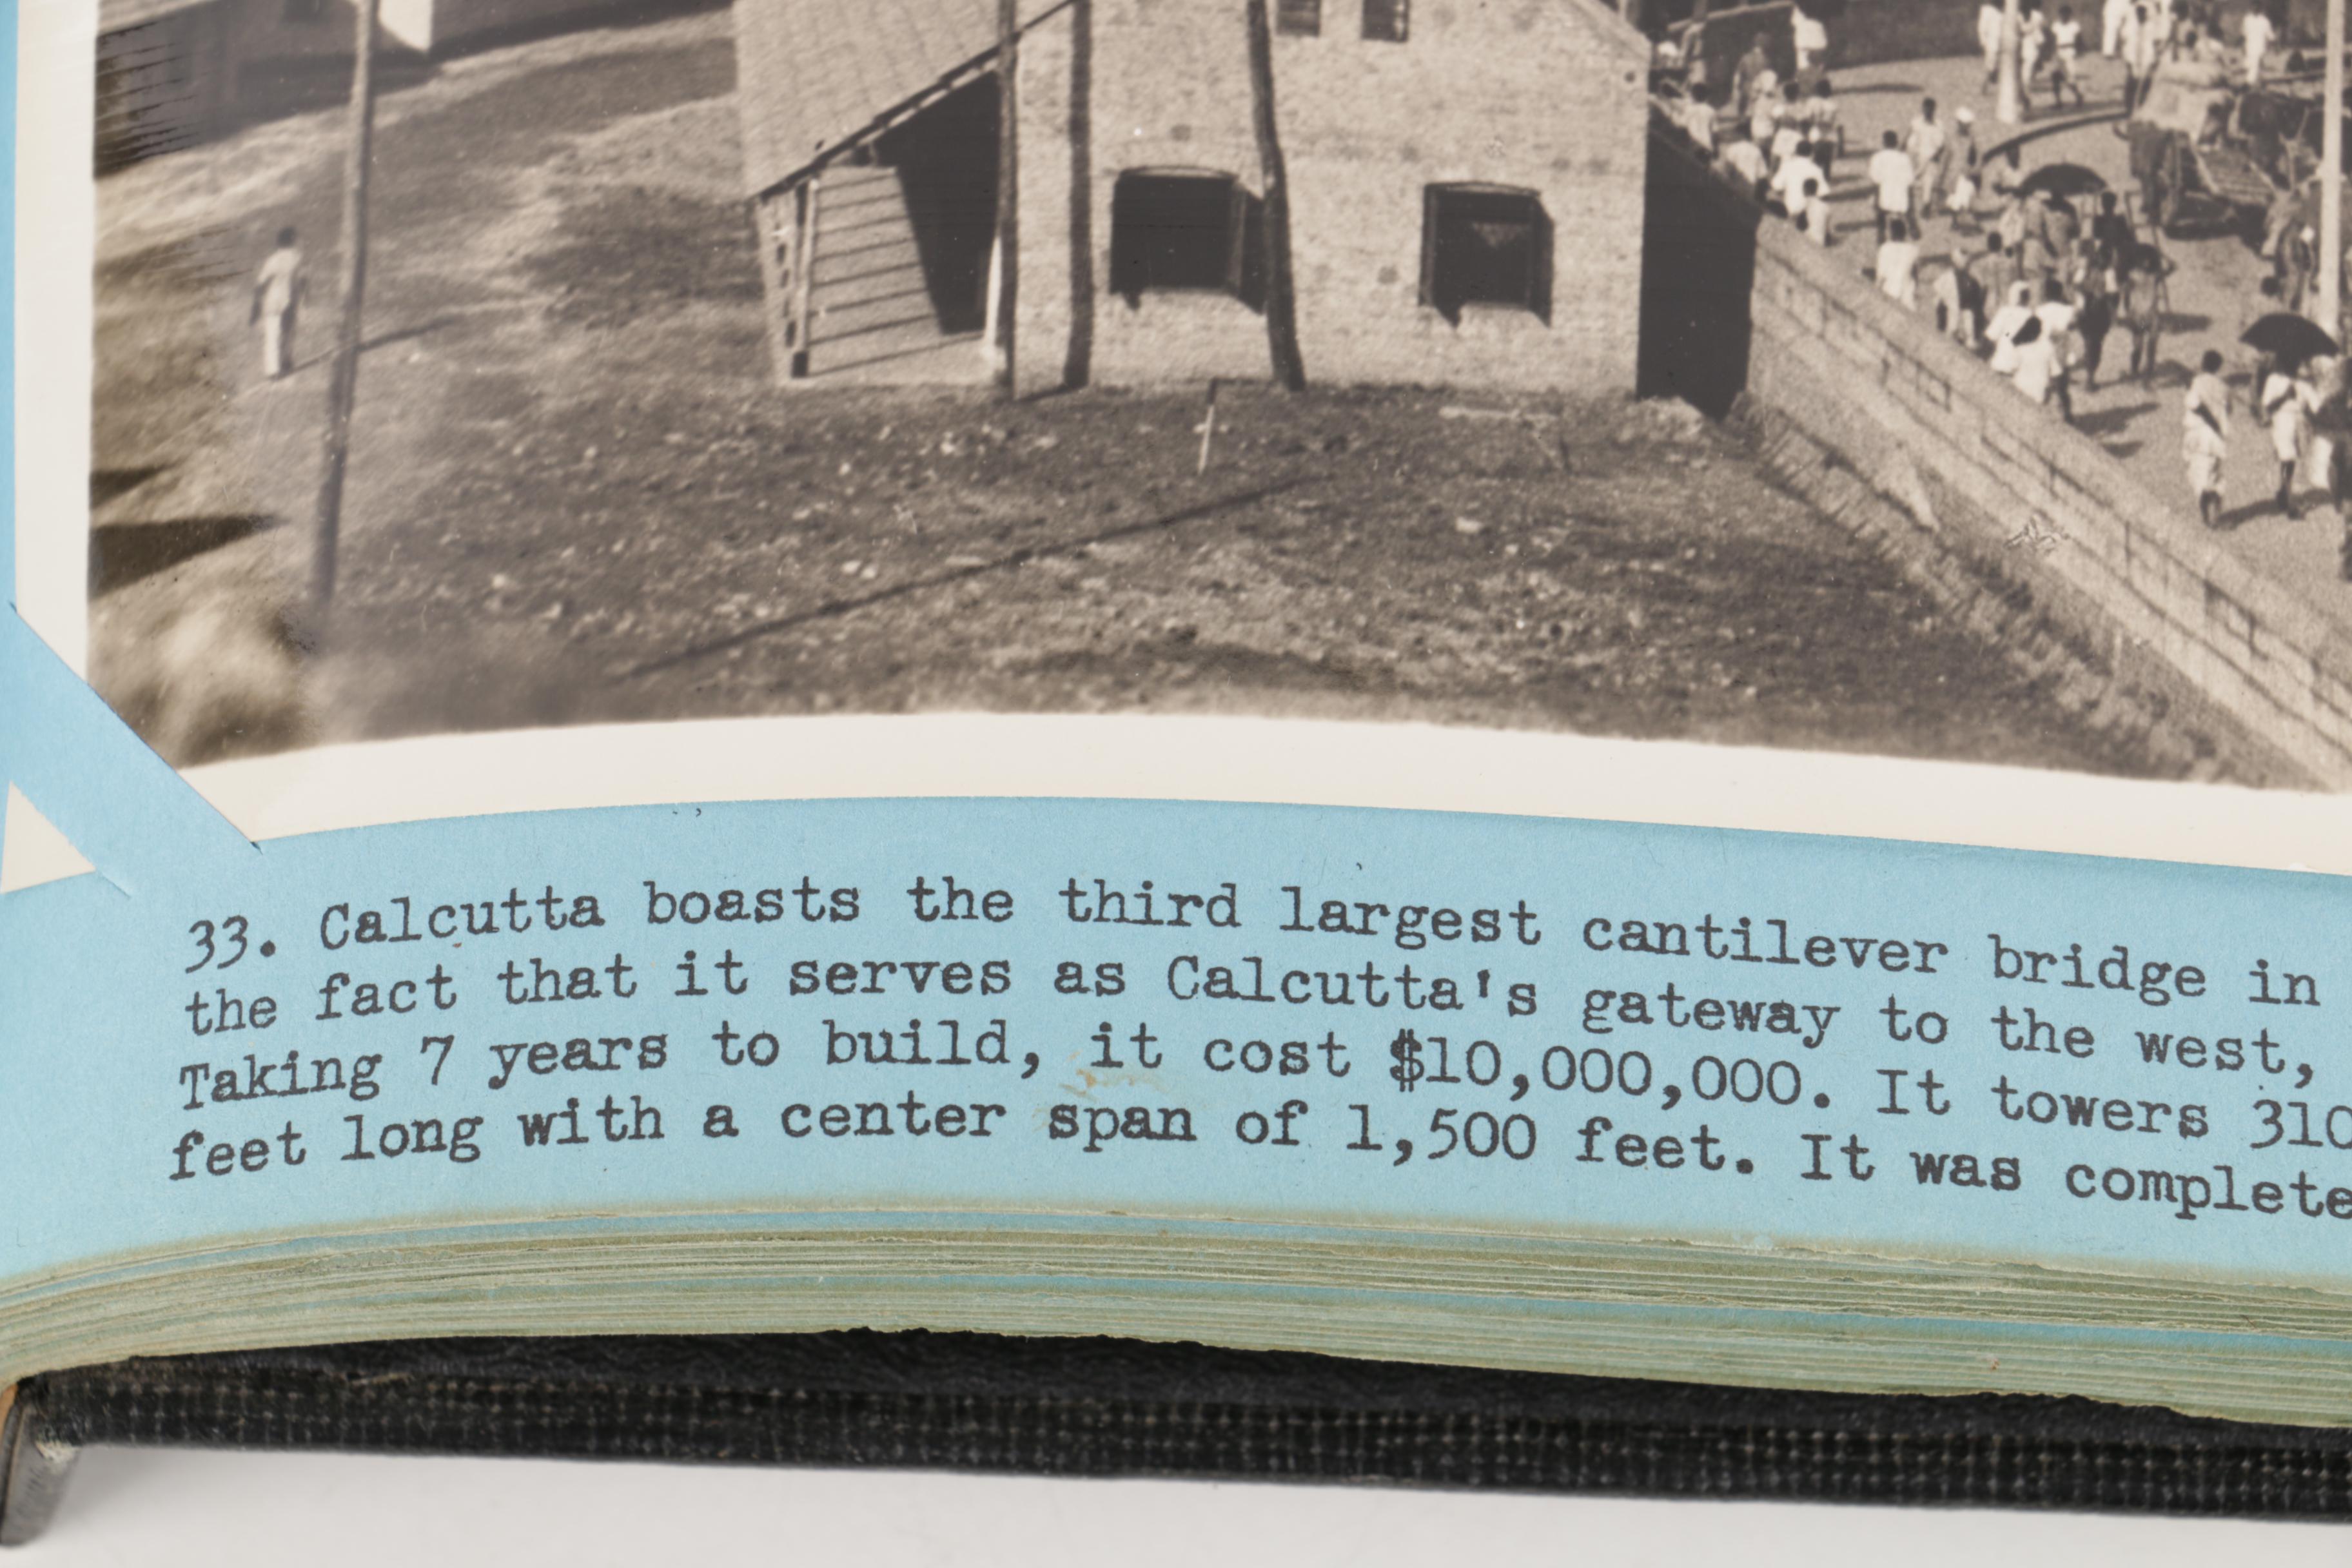 33. Calcutta boasts the third largest cantilever bridge in
the fact that it serves as Calcutta's gateway to the west,
Taking 7 years to build, it cost $10,000,000. It towers 310
feet long with a center span of 1,500 feet. It was complete